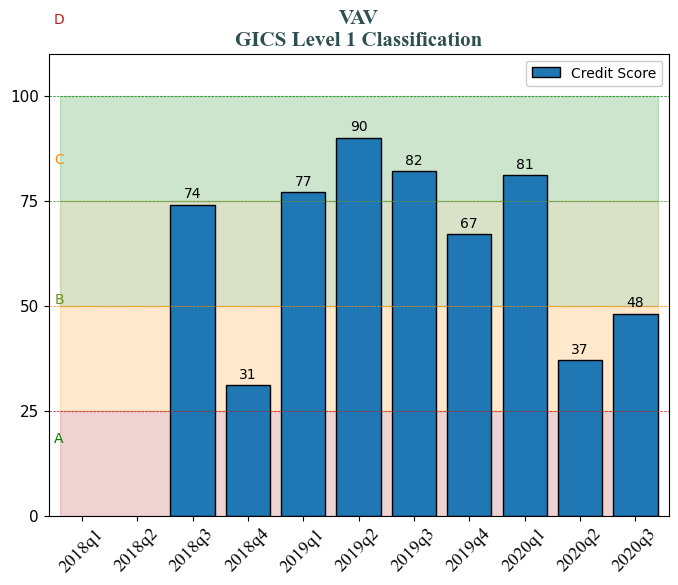 D
VAV
GICS Level 1 Classification
Credit Score
100
75
50
25
0
C
B
A
74
31
77
90
82
67
81
37
48
2018q1
2018q2
2018q3
2018q4
2019q1
2019q2
2019q3
2019q4
2020q1
2020q2
2020q3